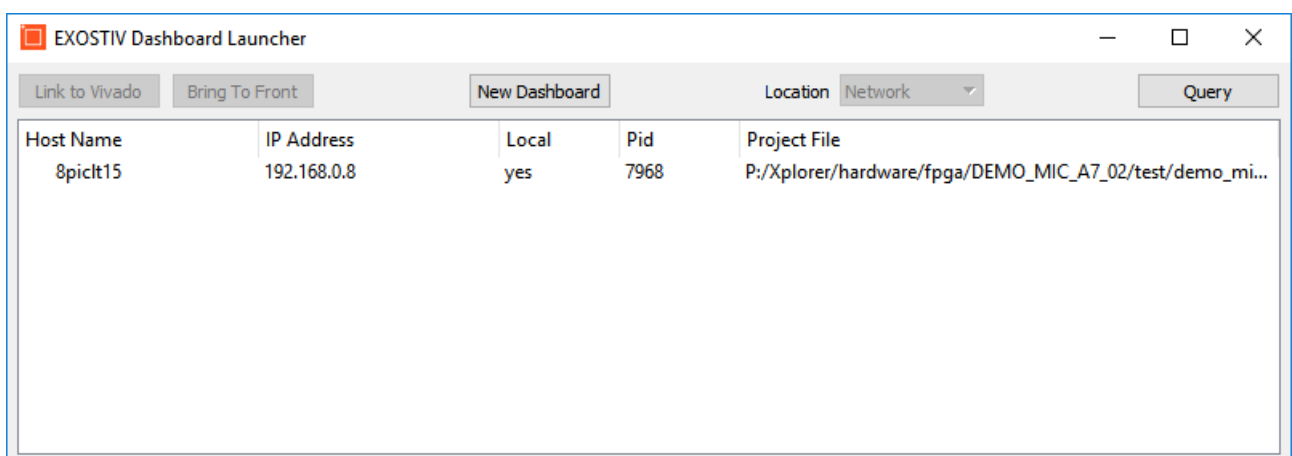 EXOSTIV Dashboard Launcher
Link to Vivado Bring To Front New Dashboard Location Network Query
Host Name IP Address Local Pid Project File
8piclt15 192.168.0.8 yes 7968 P:/Xplorer/hardware/fpga/DEMO_MIC_A7_02/test/demo_mi...